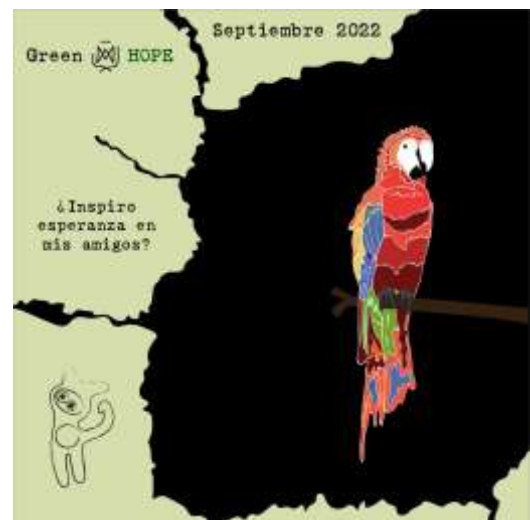 Septiembre 2022
Green HOPE
¿Inspiro
esperanza en
mis amigos?